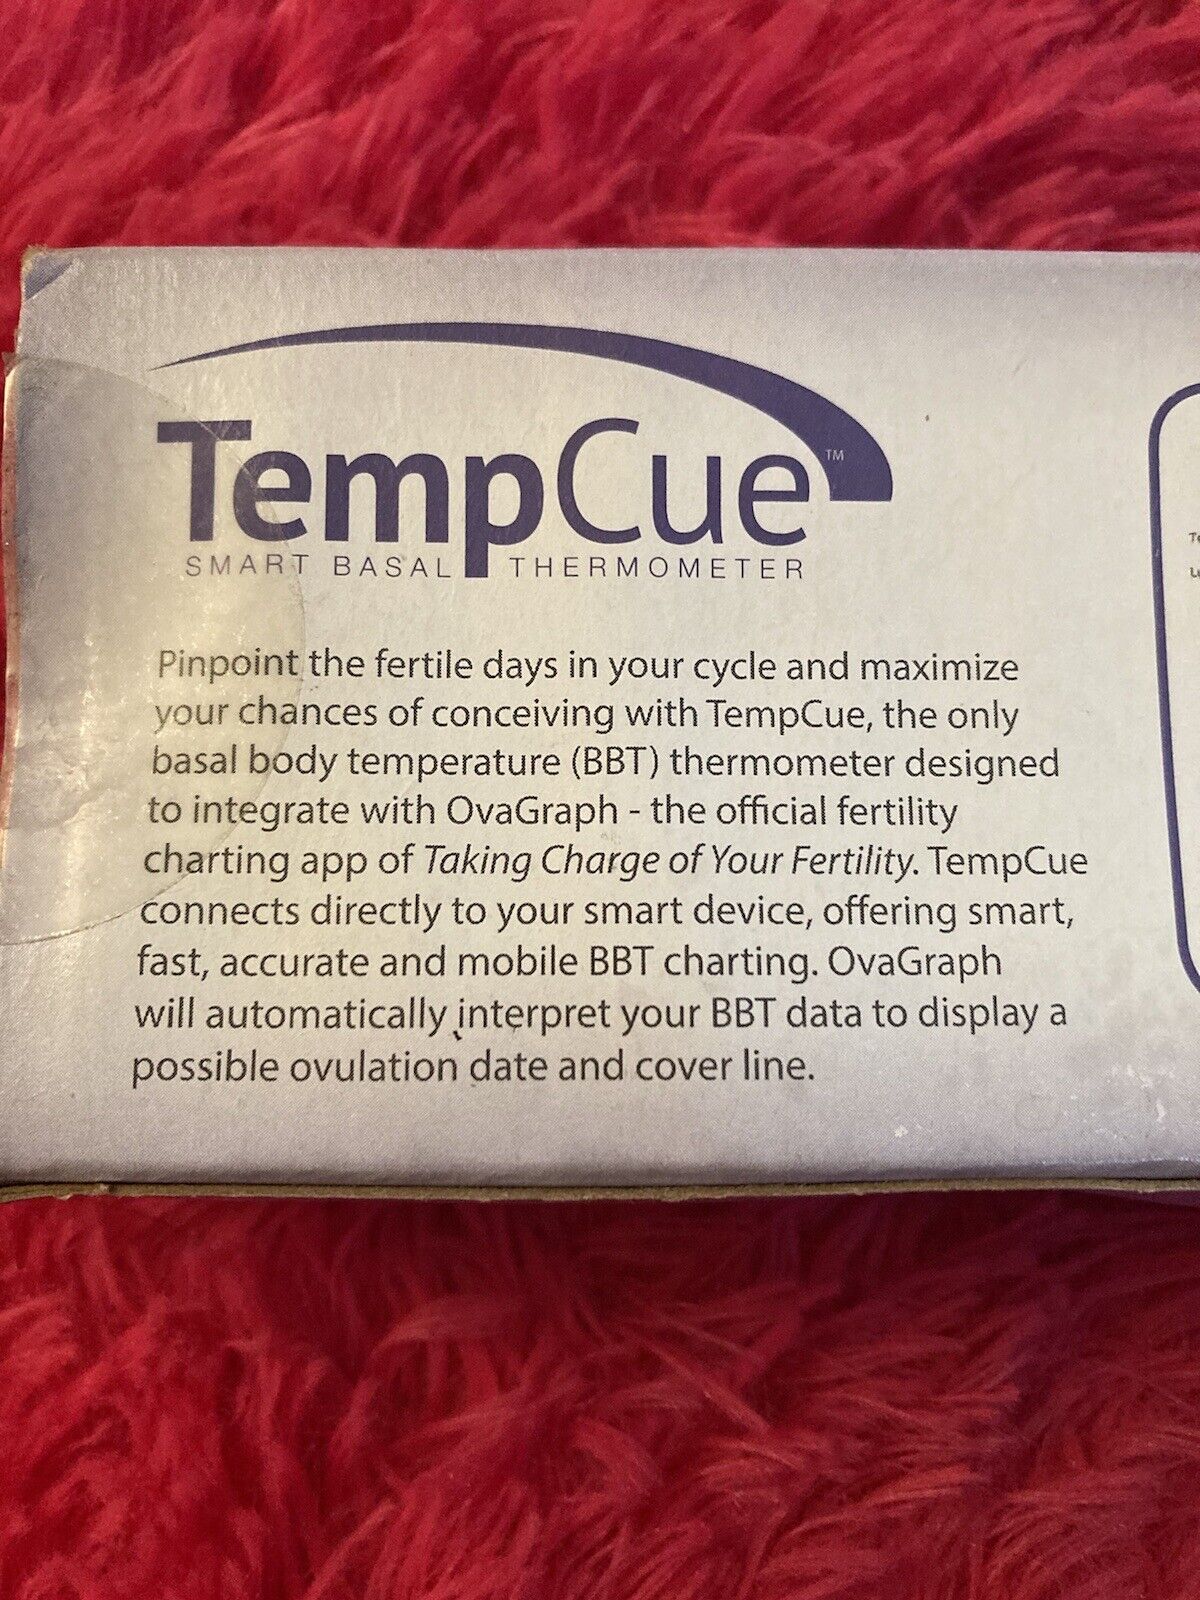 TempCue™
SMART BASAL THERMOMETER
Pinpoint the fertile days in your cycle and maximize
your chances of conceiving with TempCue, the only
basal body temperature (BBT) thermometer designed
to integrate with OvaGraph - the official fertility
charting app of Taking Charge of Your Fertility. TempCue
connects directly to your smart device, offering smart,
fast, accurate and mobile BBT charting. OvaGraph
will automatically interpret your BBT data to display a
possible ovulation date and cover line.